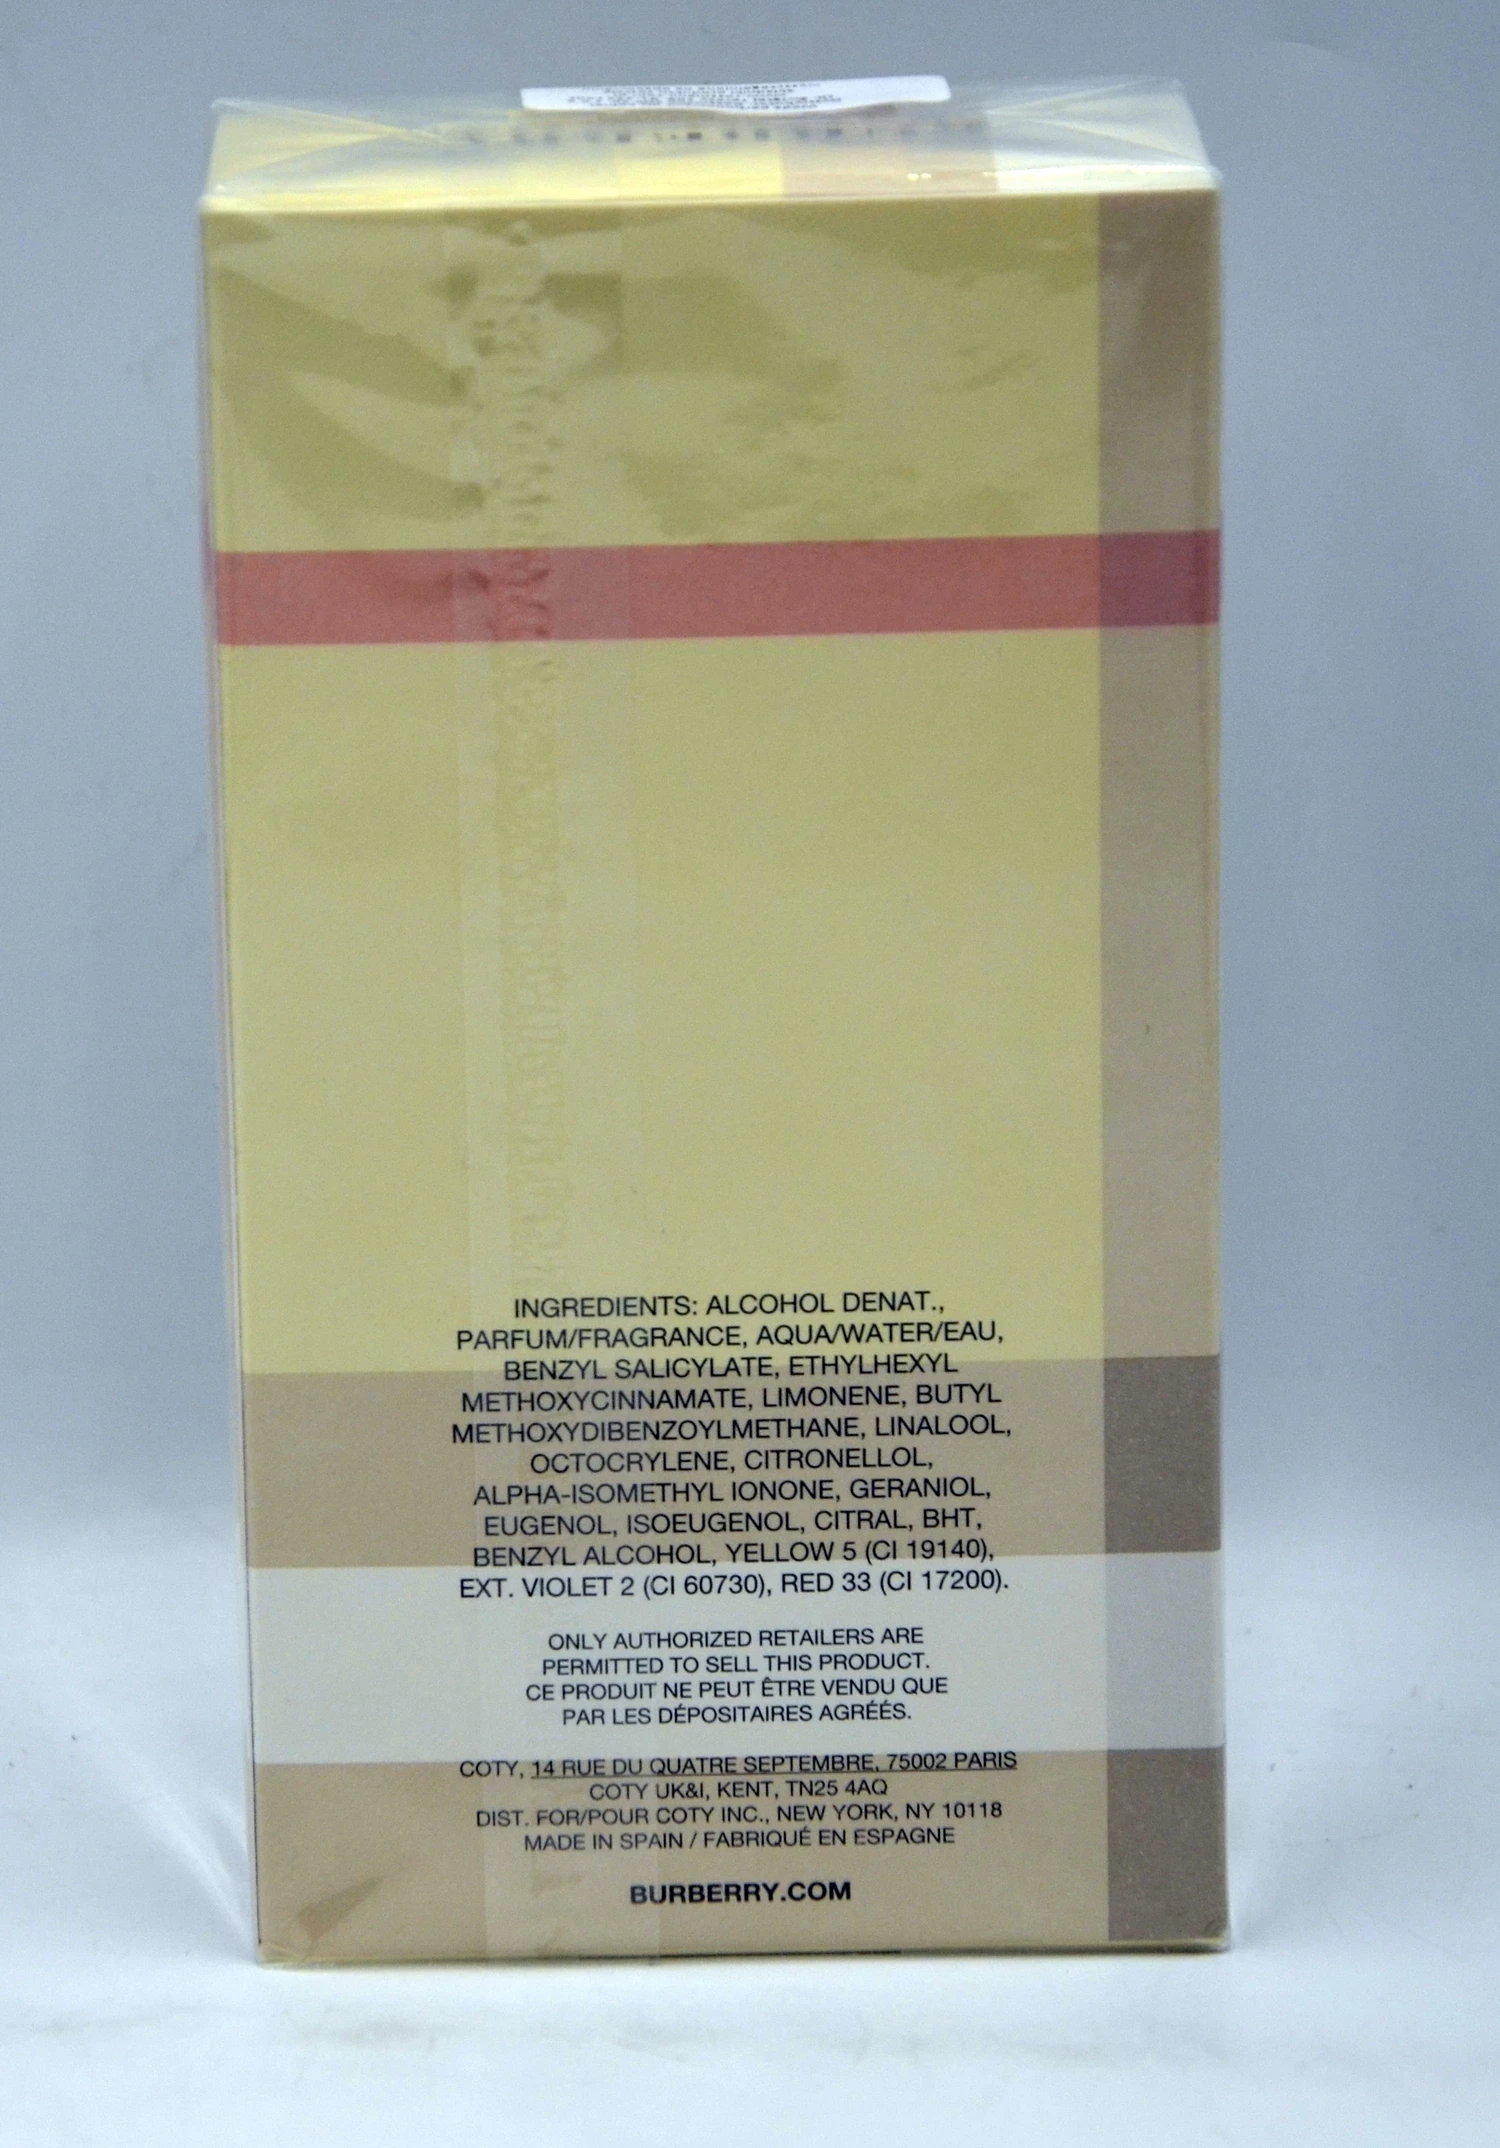 INGREDIENTS: ALCOHOL DENAT.,
PARFUM/FRAGRANCE, AQUA/WATER/EAU,
BENZYL SALICYLATE, ETHYLHEXYL
METHOXYCINNAMATE, LIMONENE, BUTYL
METHOXYDIBENZOYLMETHANE, LINALOOL,
OCTOCRYLENE, CITRONELLOL,
ALPHA-ISOMETHYL IONONE, GERANIOL,
EUGENOL, ISOEUGENOL, CITRAL, BHT,
BENZYL ALCOHOL, YELLOW 5 (CI 19140),
EXT. VIOLET 2 (CI 60730), RED 33 (CI 17200).
ONLY AUTHORIZED RETAILERS ARE
PERMITTED TO SELL THIS PRODUCT.
CE PRODUIT NE PEUT ÊTRE VENDU QUE
PAR LES DÉPOSITAIRES AGRÉÉS.
COTY, 14 RUE DU QUATRE SEPTEMBRE, 75002 PARIS
COTY UK&I, KENT, TN25 4AQ
DIST. FOR/POUR COTY INC., NEW YORK, NY 10118
MADE IN SPAIN / FABRIQUÉ EN ESPAGNE
BURBERRY.COM